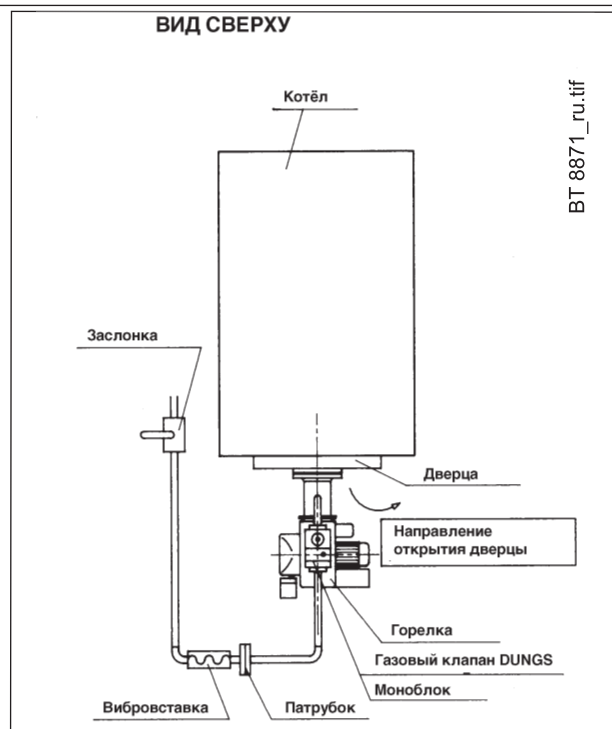 ВИД СВЕРХУ
Котёл
BT 8871_ru.tif
Заслонка
Дверца
Направление
открытия дверцы
Горелка
Газовый клапан DUNGS
Моноблок
Вибровставка
Патрубок